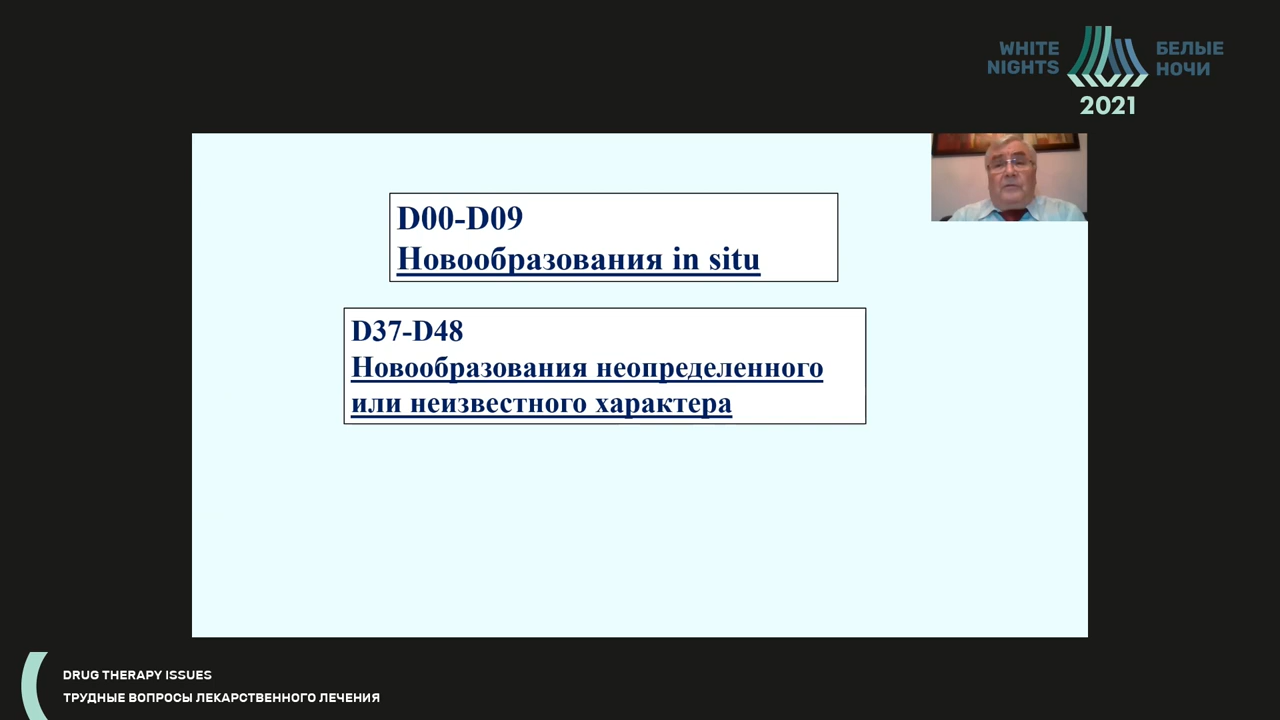 WHITE
NIGHTS
БЕЛЫЕ
НОЧИ
2021
D00-D09
Новообразования in situ
D37-D48
Новообразования неопределенного
или неизвестного характера
DRUG THERAPY ISSUES
ТРУДНЫЕ ВОПРОСЫ ЛЕКАРСТВЕННОГО ЛЕЧЕНИЯ